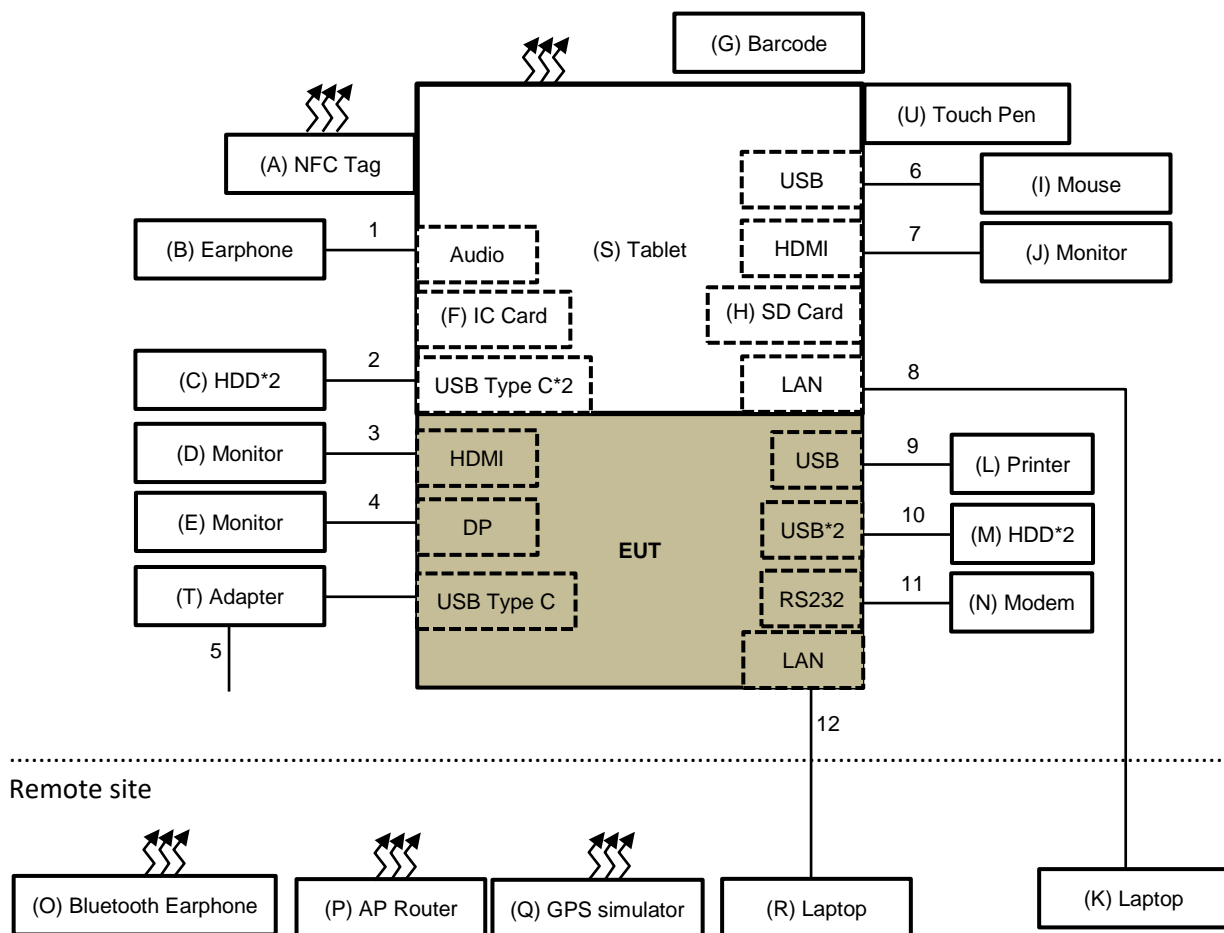 (G) Barcode
(U) Touch Pen
(A) NFC Tag
USB
6
(I) Mouse
(B) Earphone
1
Audio
(S) Tablet
HDMI
7
(J) Monitor
(F) IC Card
(H) SD Card
(C) HDD*2
2
USB Type C*2
LAN
8
(D) Monitor
3
HDMI
USB
9
(L) Printer
(E) Monitor
4
DP
EUT
USB*2
10
(M) HDD*2
(T) Adapter
USB Type C
RS232
11
(N) Modem
5
LAN
12
Remote site
(O) Bluetooth Earphone
(P) AP Router
(Q) GPS simulator
(R) Laptop
(K) Laptop